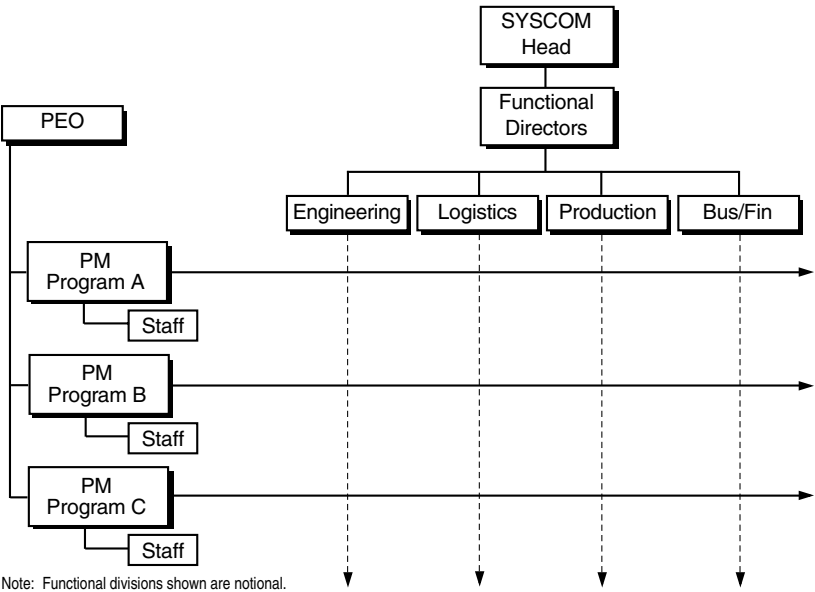 SYSCOM
Head
Functional
Directors
PEO
Engineering
Logistics
Production
Bus/Fin
PM
Program A
Staff
PM
Program B
Staff
PM
Program C
Staff
Note: Functional divisions shown are notional.